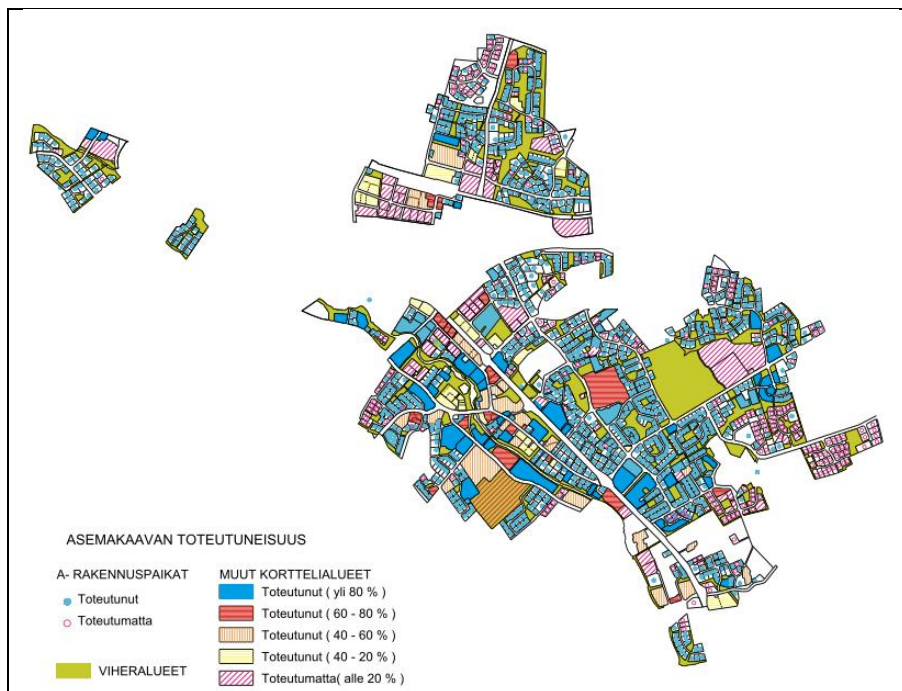 ASEMAKAAVAN TOTEUTUNEISUUS
A- RAKENNUSPAIKAT
Toteutunut
Toteutumatta
VIHERALUEET
MUUT KORTTELIALUEET
Toteutunut ( yli 80 % )
Toteutunut ( 60 - 80 % )
Toteutunut ( 40 - 60 % )
Toteutunut ( 40 - 20 % )
Toteutumatta( alle 20 % )